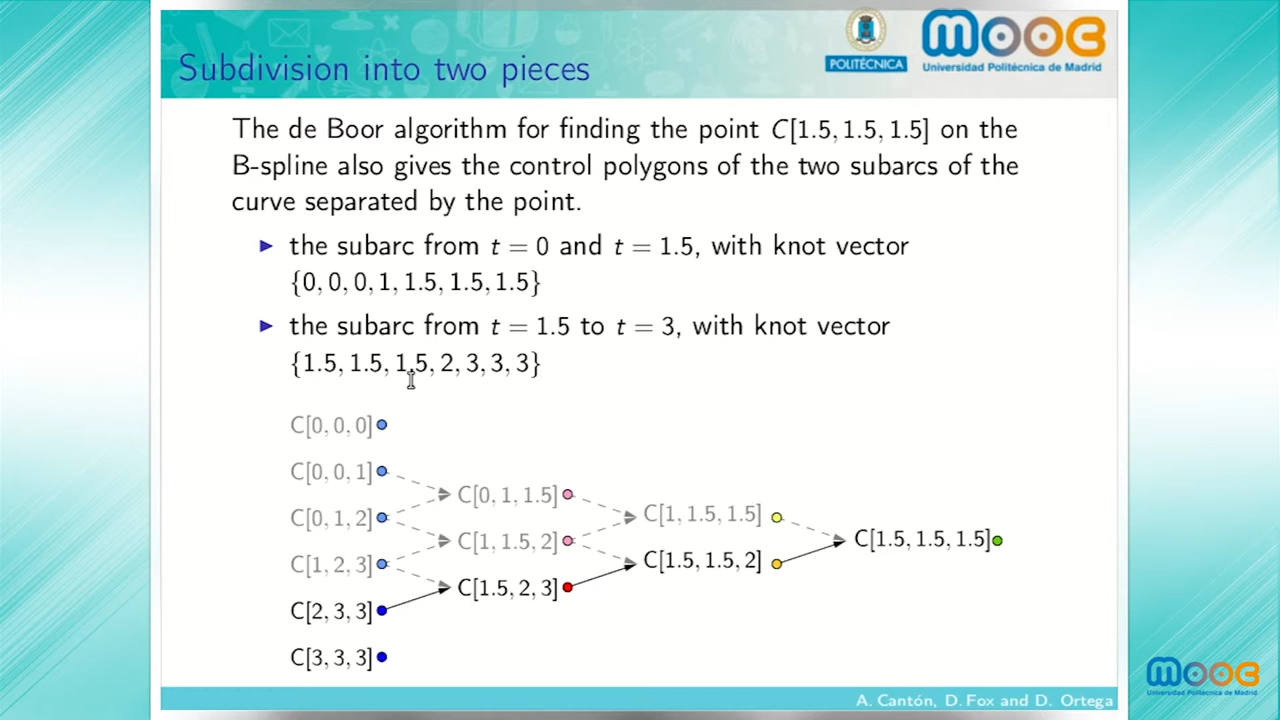 Subdivision into two pieces
POLITÉCNICA
MOOC
Universidad Politécnica de Madrid
The de Boor algorithm for finding the point C[1.5, 1.5, 1.5] on the
B-spline also gives the control polygons of the two subarcs of the
curve separated by the point.
▶ the subarc from t = 0 and t = 1.5, with knot vector
{0, 0, 0, 1, 1.5, 1.5, 1.5}
▶ the subarc from t = 1.5 to t = 3, with knot vector
{1.5, 1.5, 1.5, 2, 3, 3, 3}
C[0, 0, 0]
C[0, 0, 1]
C[0, 1, 1.5]
C[0, 1, 2]
C[1, 1.5, 1.5]
C[1, 1.5, 2]
C[1.5, 1.5, 1.5]
C[1, 2, 3]
C[1.5, 1.5, 2]
C[1.5, 2, 3]
C[2, 3, 3]
C[3, 3, 3]
MOOC
Universidad Politécnica de Madrid
A. Cantón, D. Fox and D. Ortega